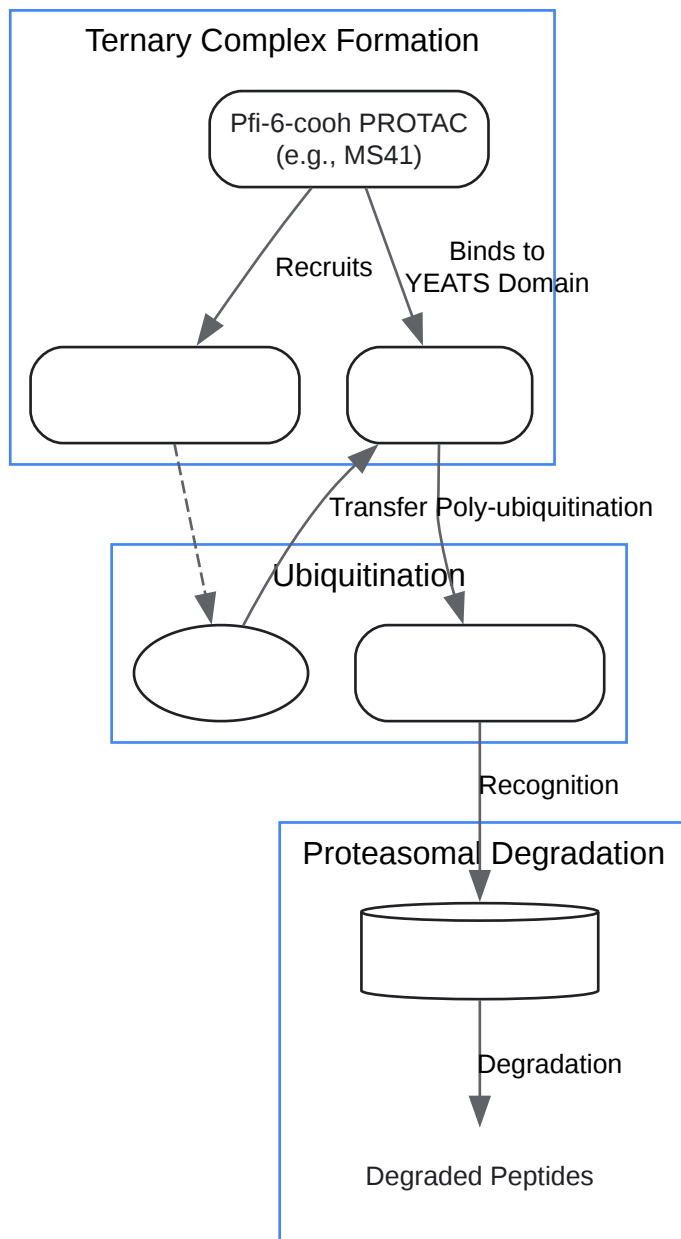 Ternary Complex Formation
Pfi-6-cooh PROTAC
(e.g., MS41)
Recruits
Binds to
YEATS Domain
Transfer
Poly-ubiquitination
Ubiquitination
Recognition
Proteasomal Degradation
Degradation
Degraded Peptides